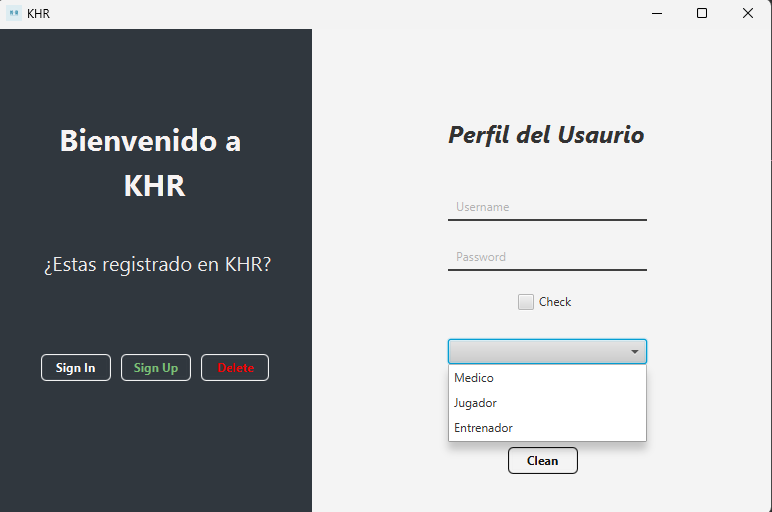 KHR
Bienvenido a
KHR
¿Estas registrado en KHR?
Sign In
Sign Up
Delete
Perfil del Usaurio
Username
Password
Check
Medico
Jugador
Entrenador
Clean